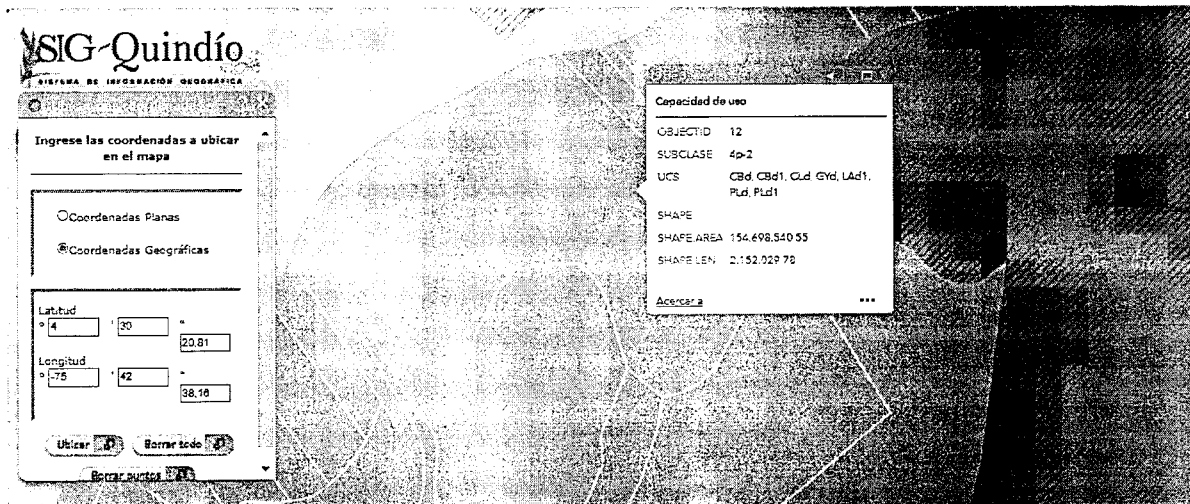 SIG-Quindío
SISTEMA DE INFORMACIÓN GEOGRÁFICA
Ingrese las coordenadas a ubicar
en el mapa
Coordenadas Planas
Coordenadas Geográficas
Latitud
° 4 ' 30 "
20,81
Longitud
° -75 ' 42 "
38,16
Ubicar Borrar todo
Borrar puntos
Capacidad de uso
OBJECTID 12
SUBCLASE 4p-2
UCS CBd, CBd1, CLd, GYd, LAd1,
PLd, PLd1
SHAPE
SHAPE.AREA 154.698.540,55
SHAPE.LEN 2.152.029,78
Acercar a